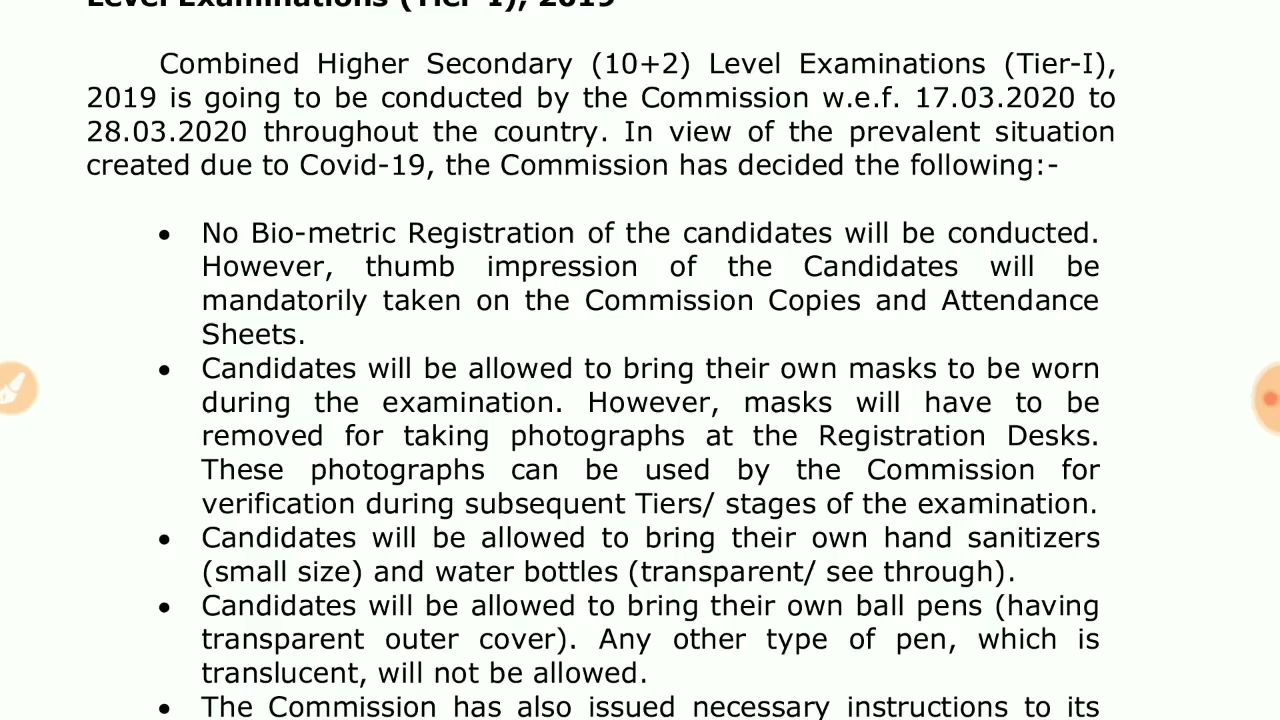 Level Examinations (Tier-I), 2019
Combined Higher Secondary (10+2) Level Examinations (Tier-I),
2019 is going to be conducted by the Commission w.e.f. 17.03.2020 to
28.03.2020 throughout the country. In view of the prevalent situation
created due to Covid-19, the Commission has decided the following:-
• No Bio-metric Registration of the candidates will be conducted.
However, thumb impression of the Candidates will be
mandatorily taken on the Commission Copies and Attendance
Sheets.
• Candidates will be allowed to bring their own masks to be worn
during the examination. However, masks will have to be
removed for taking photographs at the Registration Desks.
These photographs can be used by the Commission for
verification during subsequent Tiers/ stages of the examination.
• Candidates will be allowed to bring their own hand sanitizers
(small size) and water bottles (transparent/ see through).
• Candidates will be allowed to bring their own ball pens (having
transparent outer cover). Any other type of pen, which is
translucent, will not be allowed.
• The Commission has also issued necessary instructions to its